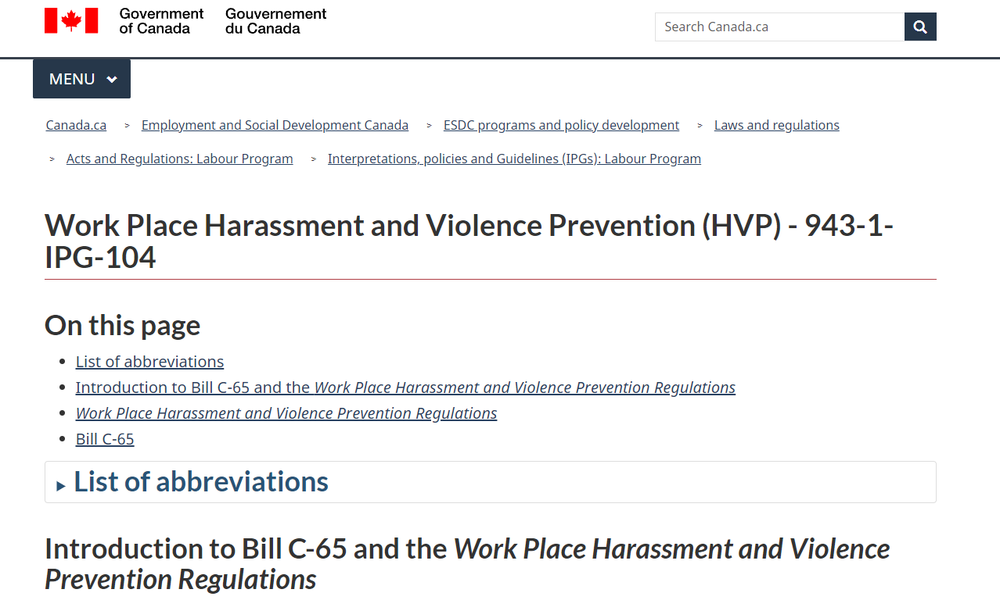 Government of Canada
Gouvernement du Canada
Search Canada.ca
MENU
Canada.ca > Employment and Social Development Canada > ESDC programs and policy development > Laws and regulations
> Acts and Regulations: Labour Program > Interpretations, policies and Guidelines (IPGs): Labour Program
Work Place Harassment and Violence Prevention (HVP) - 943-1-
IPG-104
On this page
• List of abbreviations
• Introduction to Bill C-65 and the Work Place Harassment and Violence Prevention Regulations
• Work Place Harassment and Violence Prevention Regulations
• Bill C-65
List of abbreviations
Introduction to Bill C-65 and the Work Place Harassment and Violence
Prevention Regulations